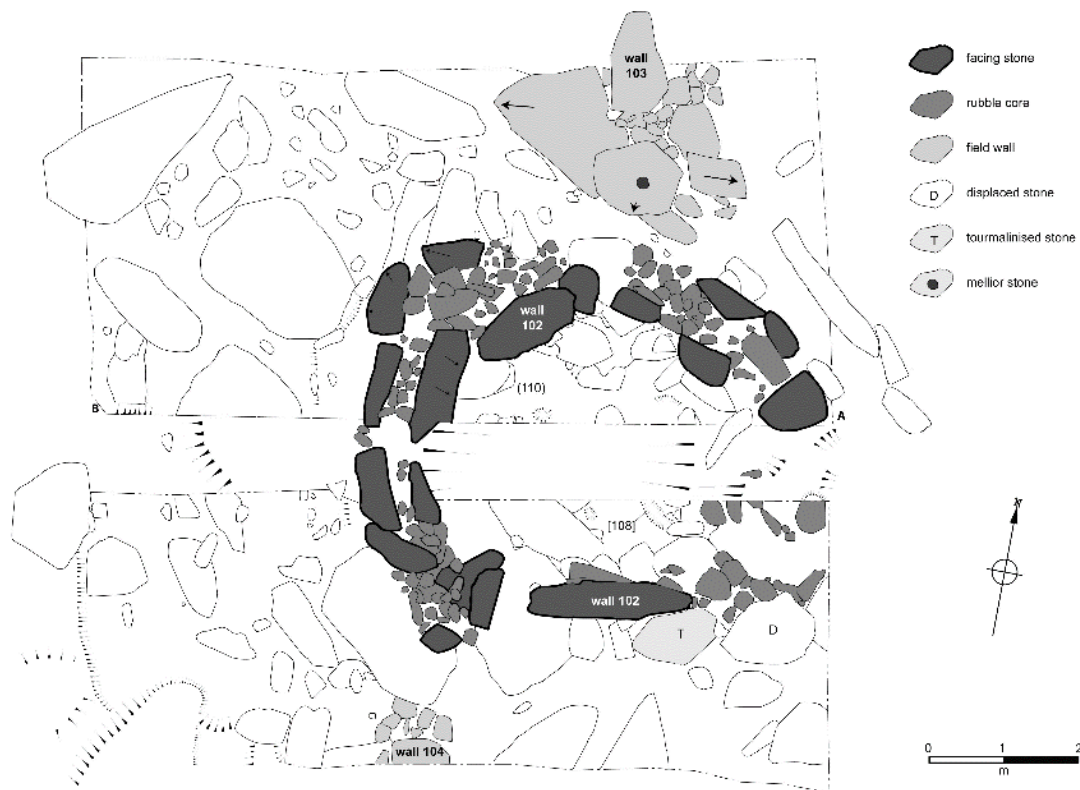 wall
103
facing stone
rubble core
field wall
D
displaced stone
T
tourmalinised stone
mellior stone
wall
102
(110)
B
A
[108]
N
wall 102
T
D
wall 104
0
1
2
m